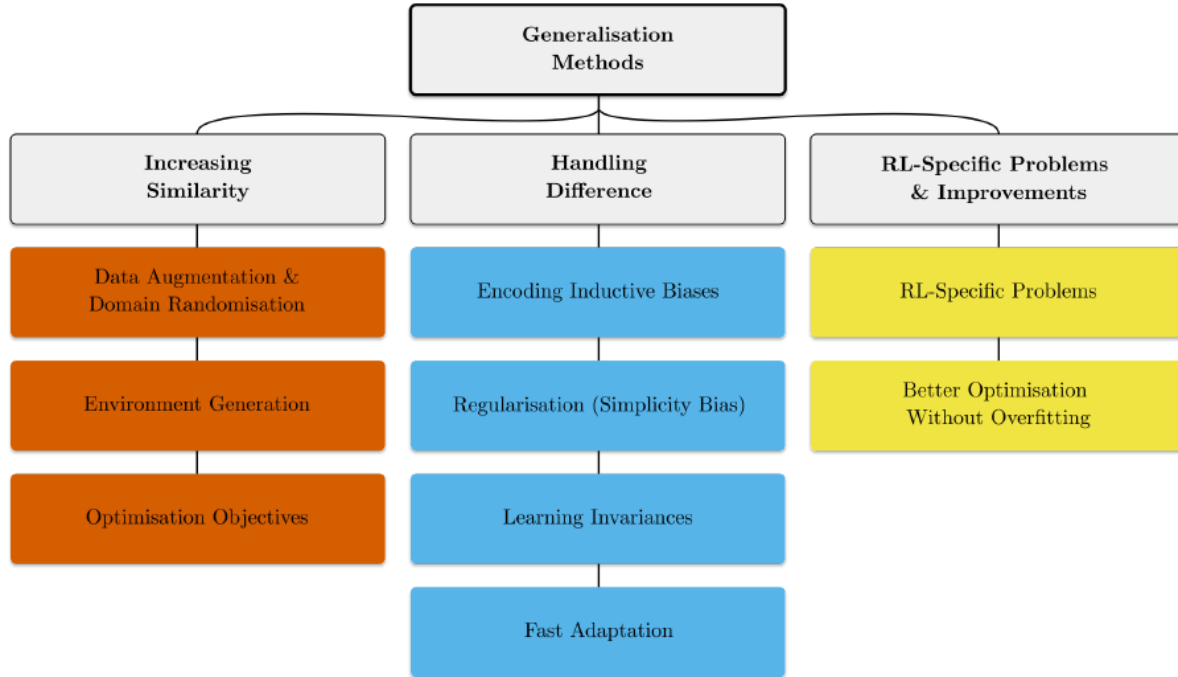 Generalisation
Methods
Increasing
Similarity
Handling
Difference
RL-Specific Problems
& Improvements
Data Augmentation &
Domain Randomisation
Environment Generation
Optimisation Objectives
Encoding Inductive Biases
Regularisation (Simplicity Bias)
Learning Invariances
Fast Adaptation
RL-Specific Problems
Better Optimisation
Without Overfitting